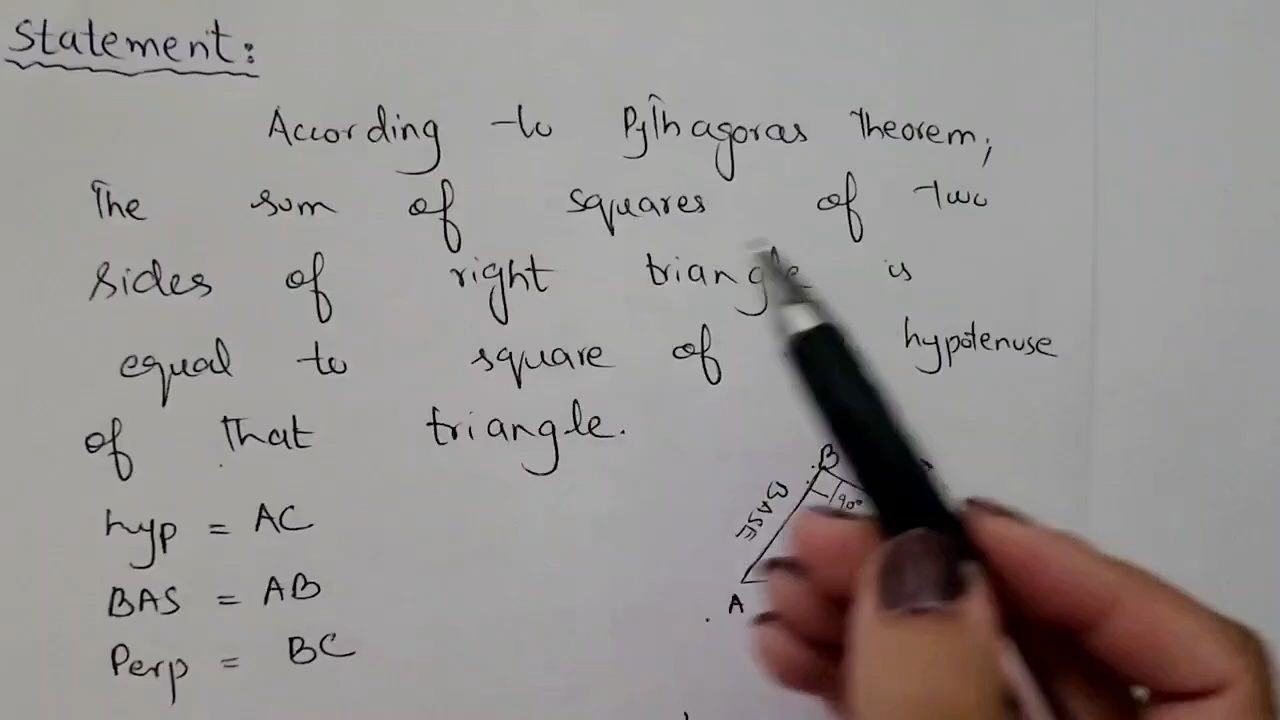 Statement:
According to Pythagoras Theorem;
The sum of squares of two
sides of right triangle is
equal to square of hypotenuse
of that triangle.
hyp = AC
BAS = AB
Perp = BC
B
90°
BASE
A